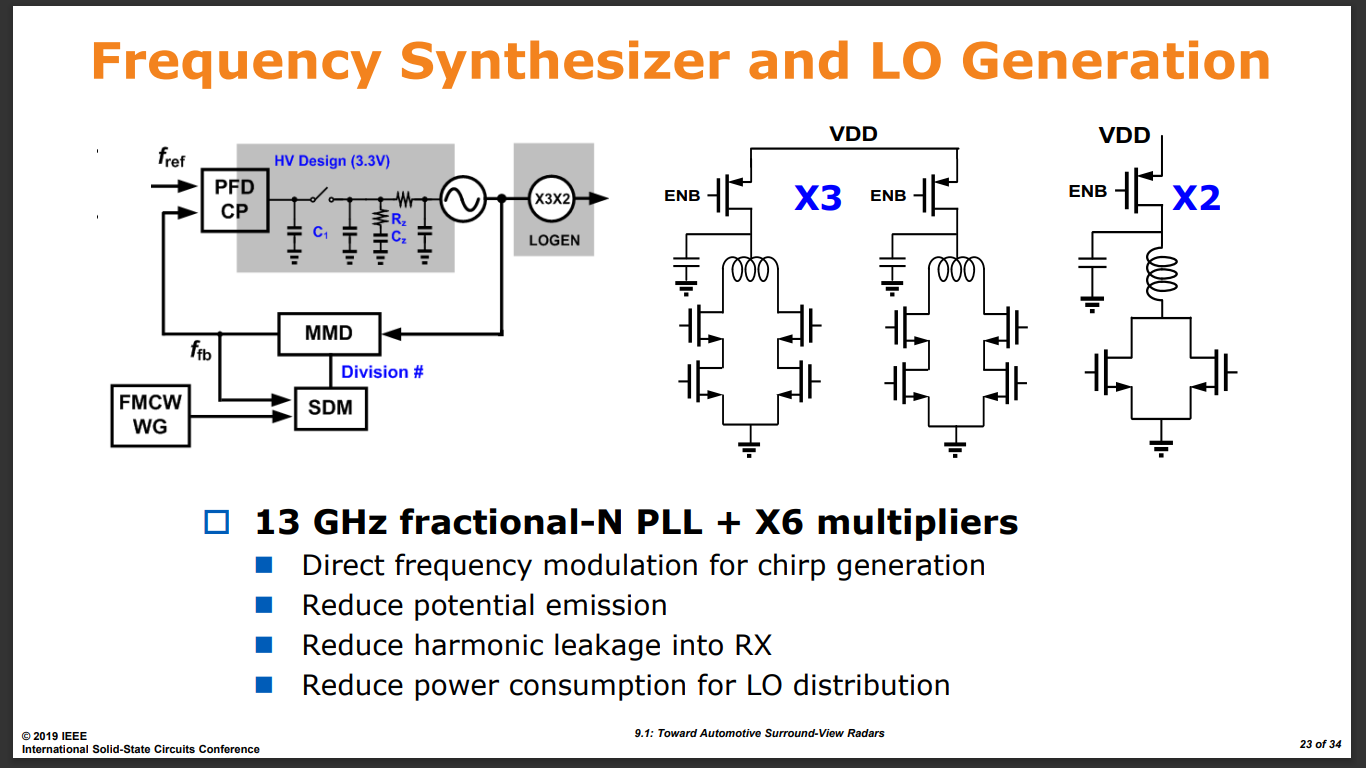 Frequency Synthesizer and LO Generation
fref
PFD
CP
HV Design (3.3V)
C1
Rz
Cz
X3X2
LOGEN
MMD
ffb
Division #
FMCW
WG
SDM
VDD
ENB
X3
ENB
VDD
ENB
X2
13 GHz fractional-N PLL + X6 multipliers
Direct frequency modulation for chirp generation
Reduce potential emission
Reduce harmonic leakage into RX
Reduce power consumption for LO distribution
© 2019 IEEE
International Solid-State Circuits Conference
9.1: Toward Automotive Surround-View Radars
23 of 34